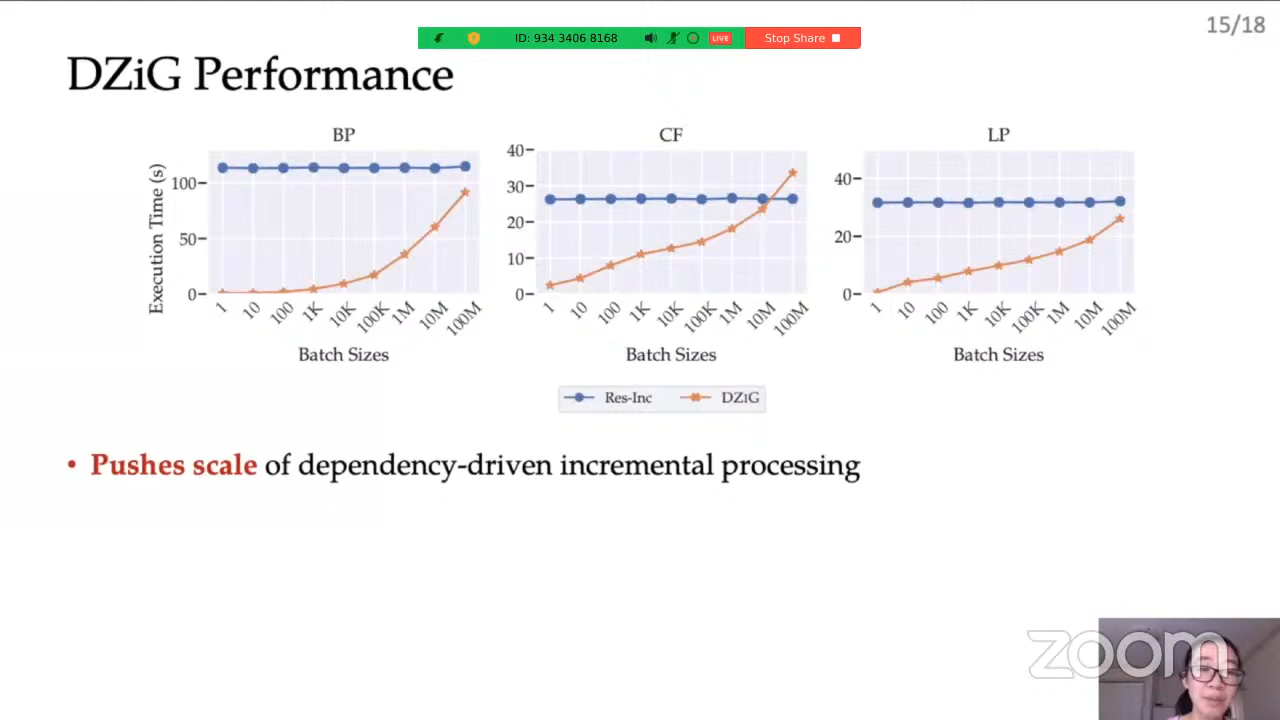 15/18
ID: 934 3406 8168
LIVE
Stop Share
DZiG Performance
BP
CF
LP
Execution Time (s)
100
50
0
40
30
20
10
0
40
20
0
1 10 100 1K 10K 100K 1M 10M 100M
1 10 100 1K 10K 100K 1M 10M 100M
1 10 100 1K 10K 100K 1M 10M 100M
Batch Sizes
Batch Sizes
Batch Sizes
Res-Inc
DZiG
• Pushes scale of dependency-driven incremental processing
zoom